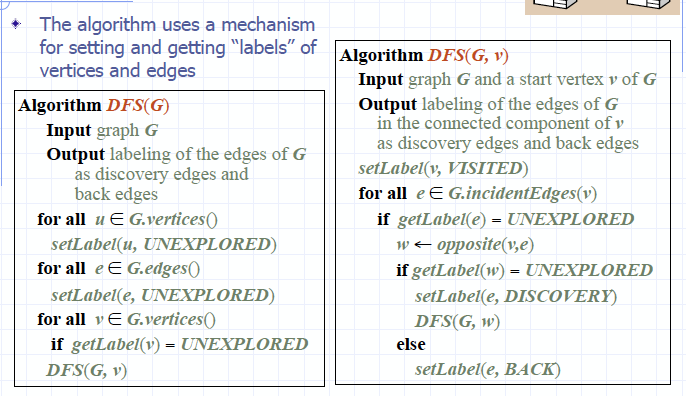 The algorithm uses a mechanism
for setting and getting “labels” of
vertices and edges
Algorithm DFS(G)
Input graph G
Output labeling of the edges of G
as discovery edges and
back edges
for all u ∈ G.vertices()
setLabel(u, UNEXPLORED)
for all e ∈ G.edges()
setLabel(e, UNEXPLORED)
for all v ∈ G.vertices()
if getLabel(v) = UNEXPLORED
DFS(G, v)
Algorithm DFS(G, v)
Input graph G and a start vertex v of G
Output labeling of the edges of G
in the connected component of v
as discovery edges and back edges
setLabel(v, VISITED)
for all e ∈ G.incidentEdges(v)
if getLabel(e) = UNEXPLORED
w ← opposite(v,e)
if getLabel(w) = UNEXPLORED
setLabel(e, DISCOVERY)
DFS(G, w)
else
setLabel(e, BACK)